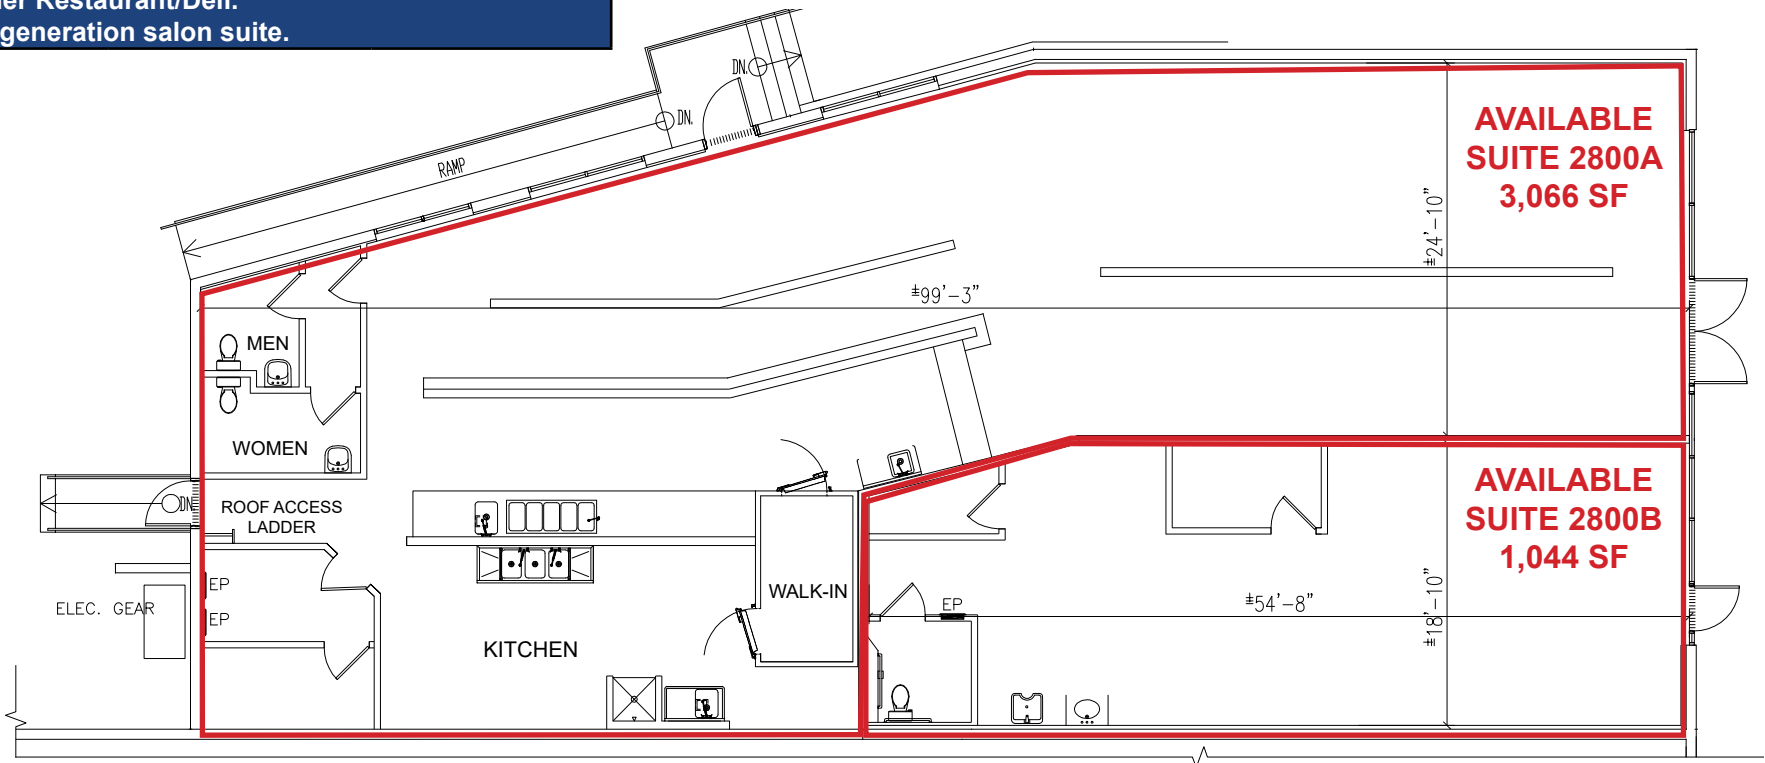 Restaurant/Deli.
generation salon suite.
DN.
DN.
RAMP
AVAILABLE
SUITE 2800A
3,066 SF
±24'-10"
±99'-3"
MEN
WOMEN
DN
ROOF ACCESS
LADDER
AVAILABLE
SUITE 2800B
1,044 SF
EP
EP
ELEC. GEAR
WALK-IN
EP
±54'-8"
±18'-10"
KITCHEN